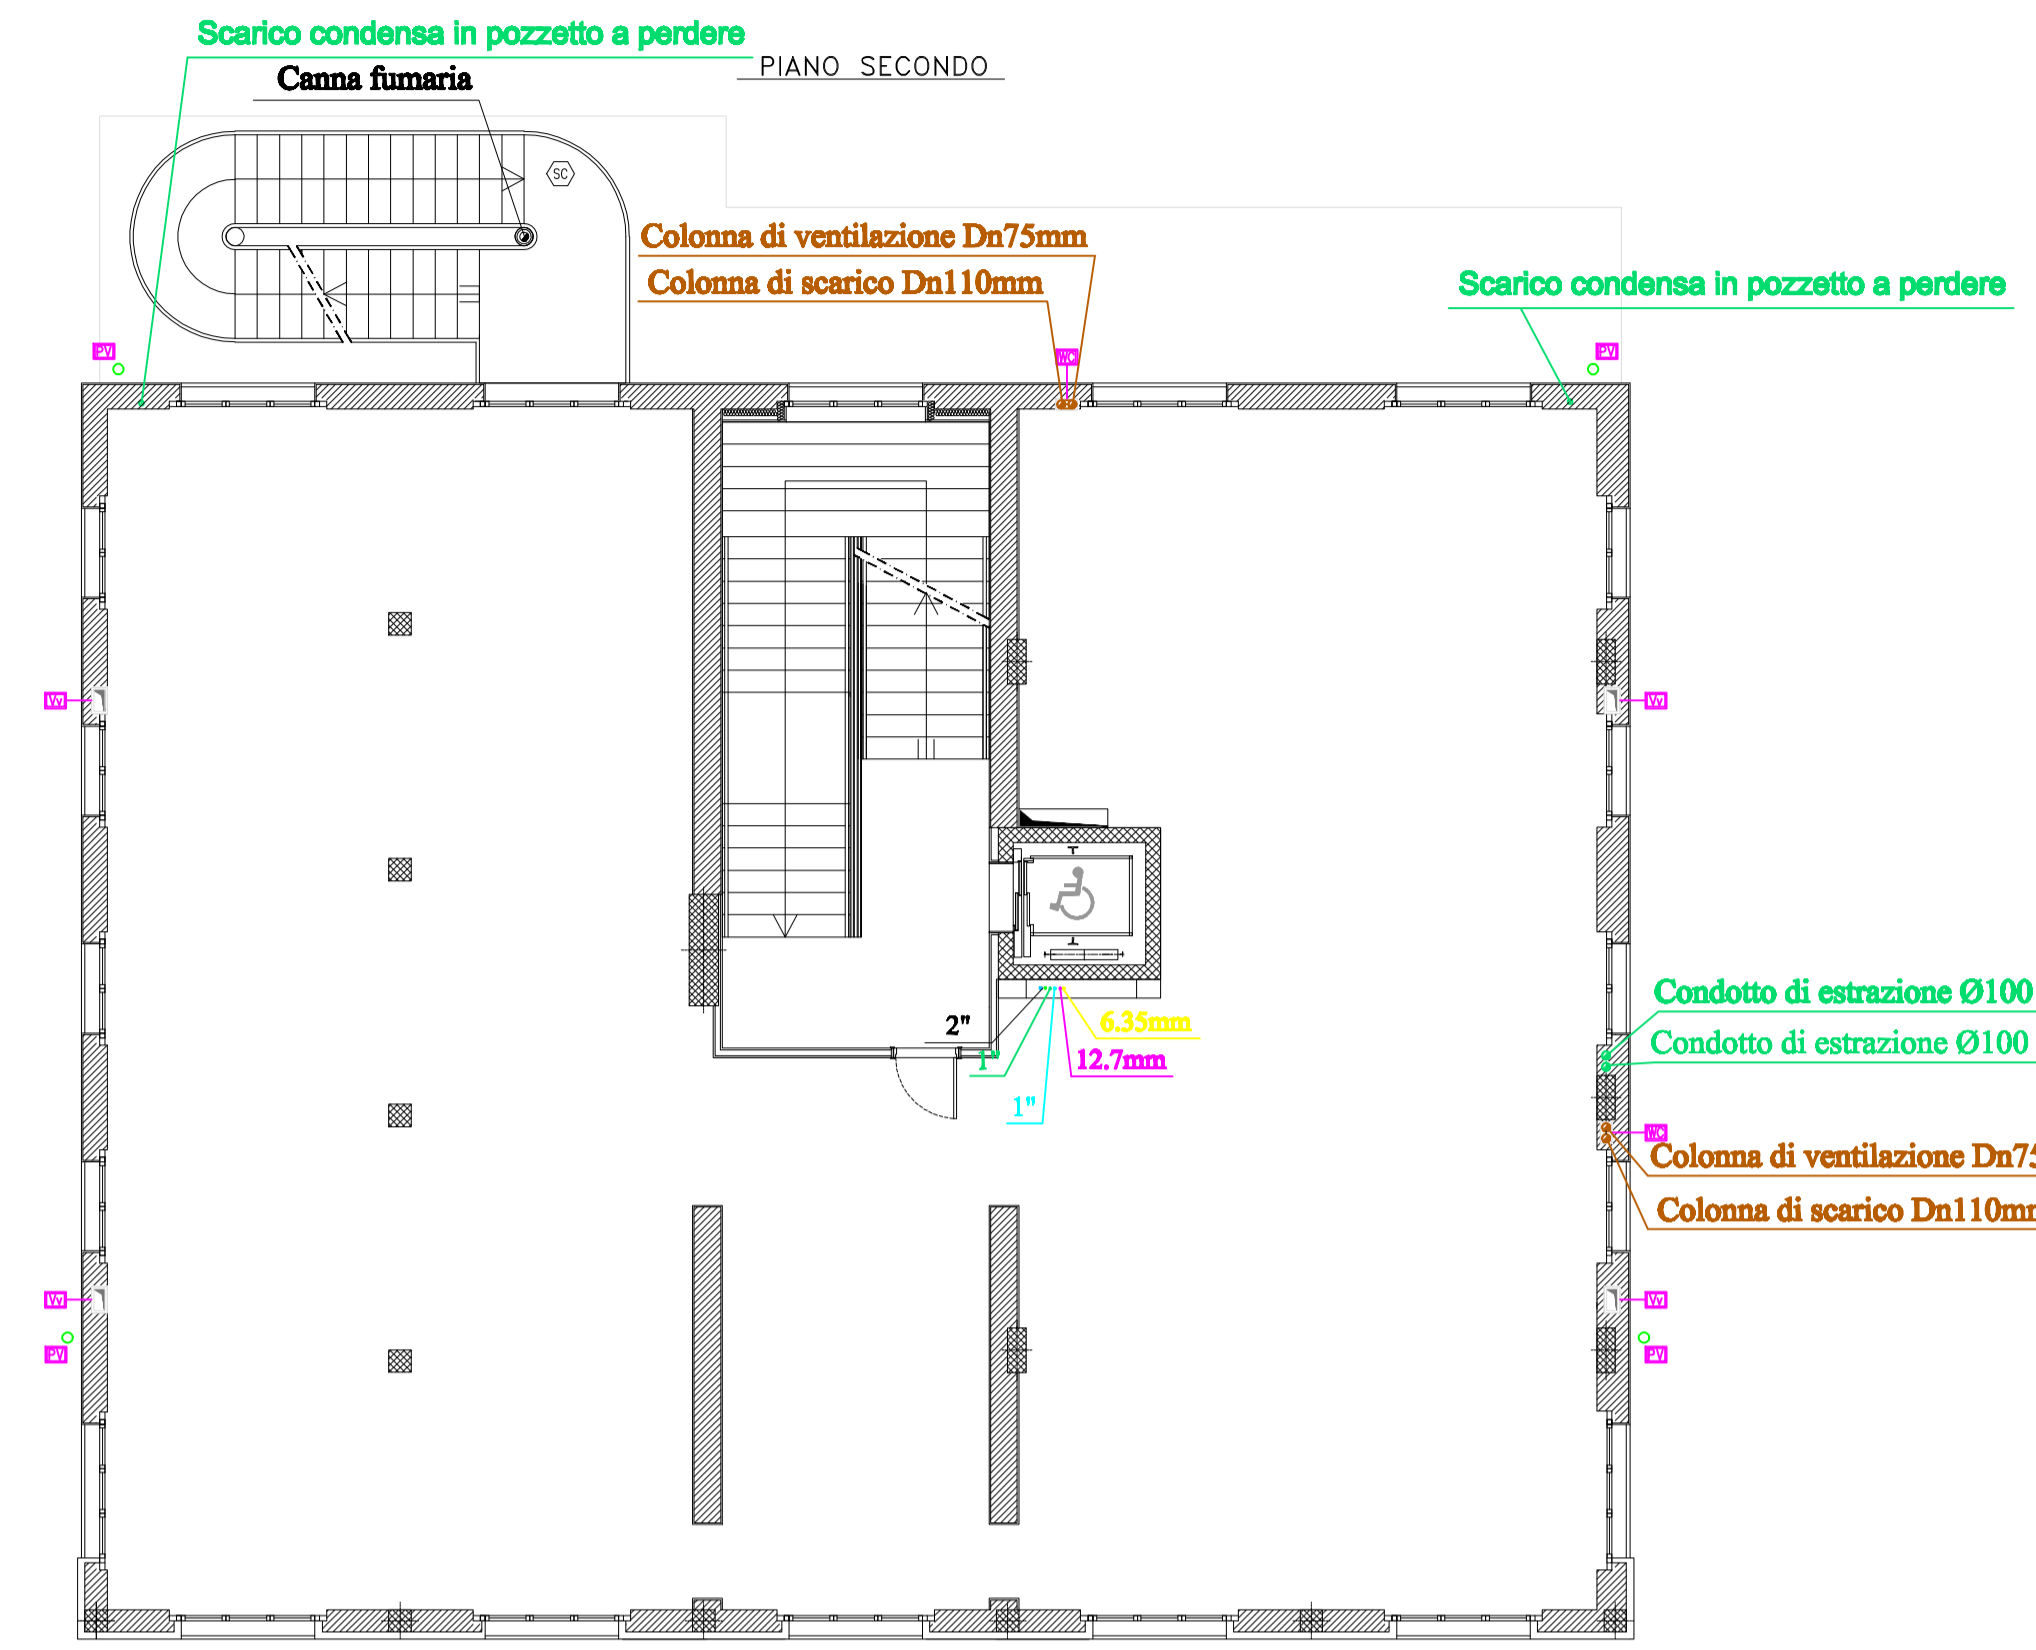 Scarico condensa in pozzetto a perdere
PIANO SECONDO
Canna fumaria
SC
Colonna di ventilazione Dn75mm
Colonna di scarico Dn110mm
Scarico condensa in pozzetto a perdere
PV
WC
PV
Vv
Vv
Condotto di estrazione Ø100
2"
6.35mm
Condotto di estrazione Ø100
1"
12.7mm
1"
WC
Colonna di ventilazione Dn75
Colonna di scarico Dn110mm
Vv
Vv
PV
PV